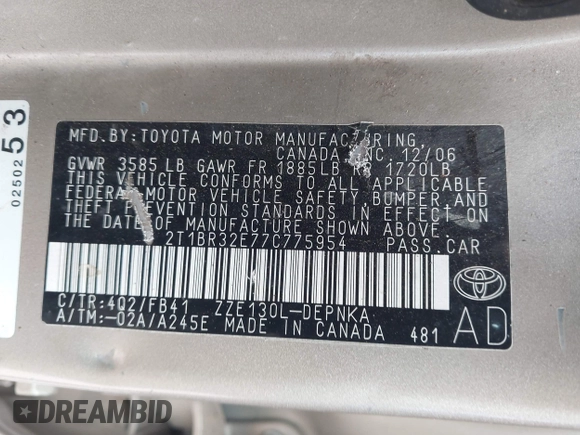 MFD. BY: TOYOTA MOTOR MANUFACTURING,
CANADA INC. 12/06
GVWR 3585 LB GAWR FR 1885LB 1720LB
THIS VEHICLE CONFORMS TO ALL APPLICABLE
FEDERAL MOTOR VEHICLE SAFETY, BUMPER, AND
THEFT PREVENTION STANDARDS IN EFFECT ON
THE DATE OF MANUFACTURE SHOWN ABOVE.
2T1BR32E77C775954 PASS. CAR
C/TR: 4Q2/FB41 ZZE130L-DEPNKA
A/TM: -02A/A245E MADE IN CANADA 481
AD
TOYOTA
53
02502
DREAMBID